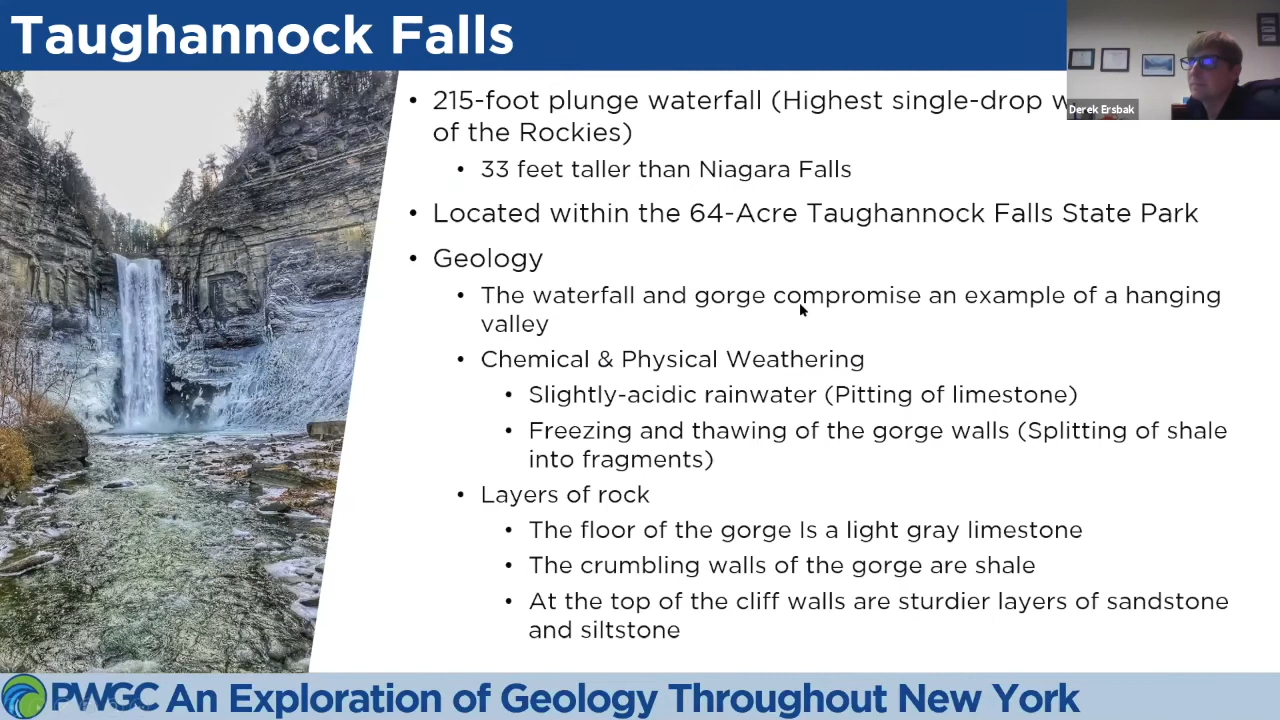 Taughannock Falls
Derek Ersbak
• 215-foot plunge waterfall (Highest single-drop
of the Rockies)
• 33 feet taller than Niagara Falls
• Located within the 64-Acre Taughannock Falls State Park
• Geology
• The waterfall and gorge compromise an example of a hanging
valley
• Chemical & Physical Weathering
• Slightly-acidic rainwater (Pitting of limestone)
• Freezing and thawing of the gorge walls (Splitting of shale
into fragments)
• Layers of rock
• The floor of the gorge Is a light gray limestone
• The crumbling walls of the gorge are shale
• At the top of the cliff walls are sturdier layers of sandstone
and siltstone
PWGC An Exploration of Geology Throughout New York